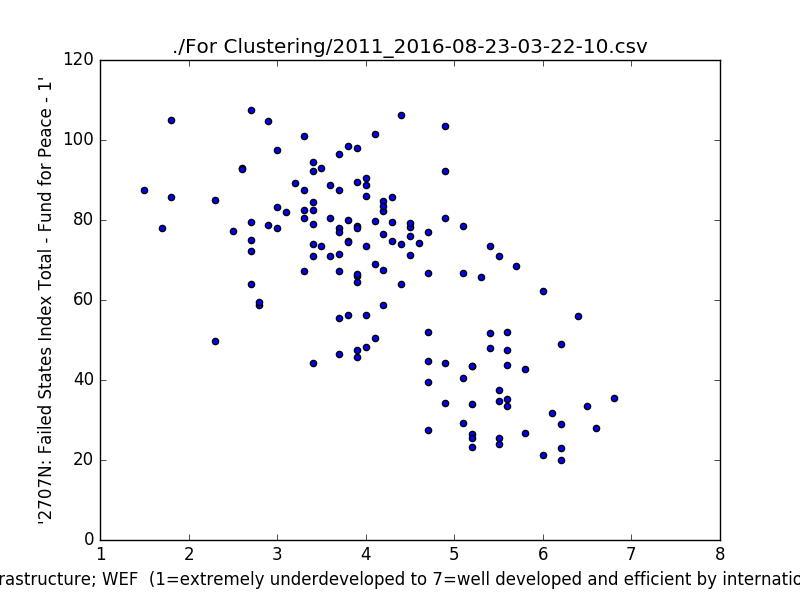 ./For Clustering/2011_2016-08-23-03-22-10.csv
'2707N: Failed States Index Total - Fund for Peace - 1'
120
100
80
60
40
20
0
1 2 3 4 5 6 7 8
WEF (1=extremely underdeveloped to 7=well developed and efficient by